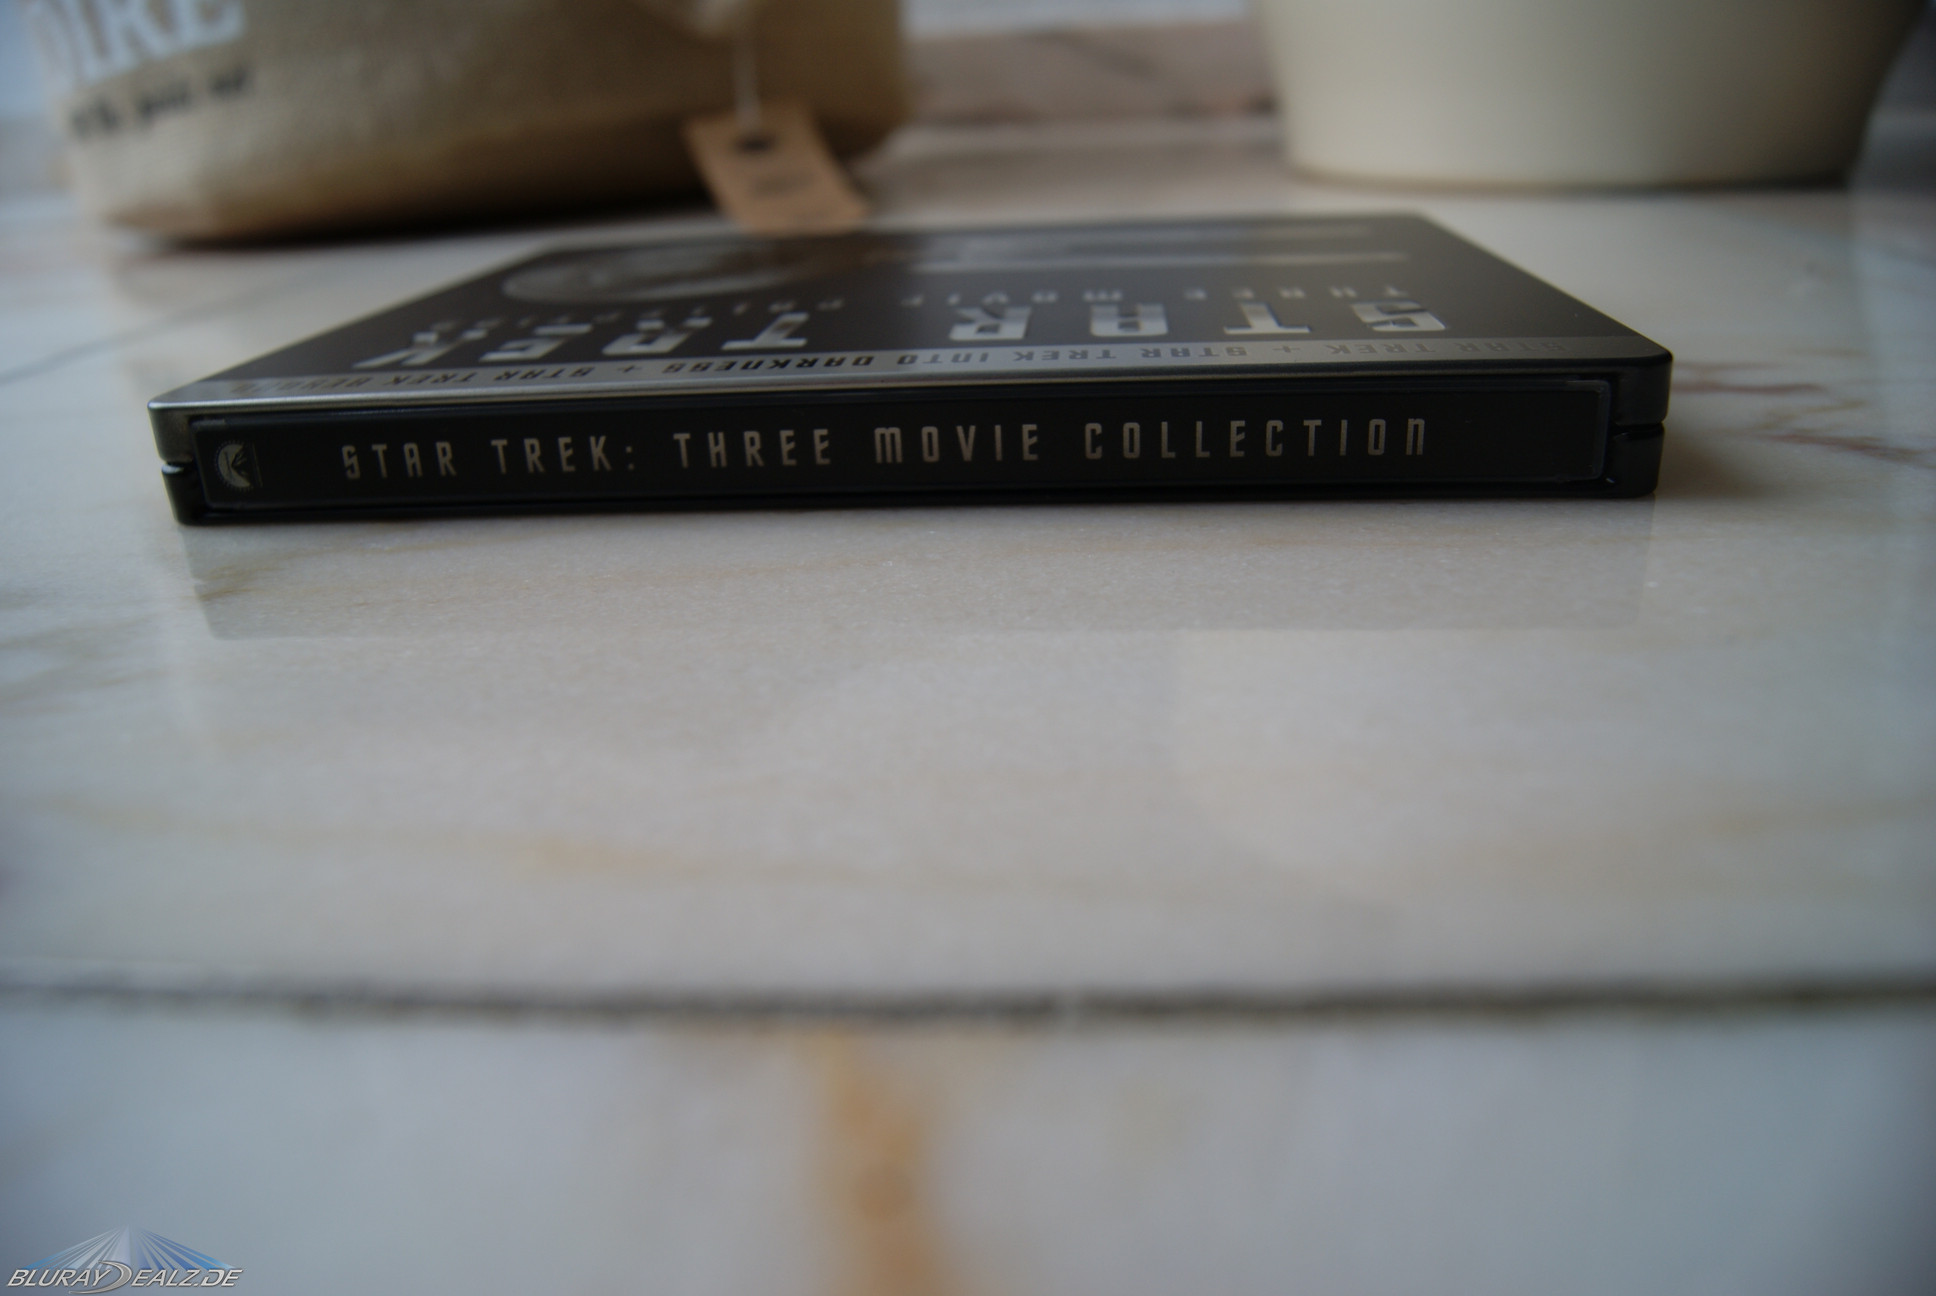 STAR TREK: THREE MOVIE COLLECTION
STAR TREK + STAR TREK INTO DARKNESS + STAR TREK BEYOND
STAR TREK
THREE MOVIE
BLURAYDEALZ.DE